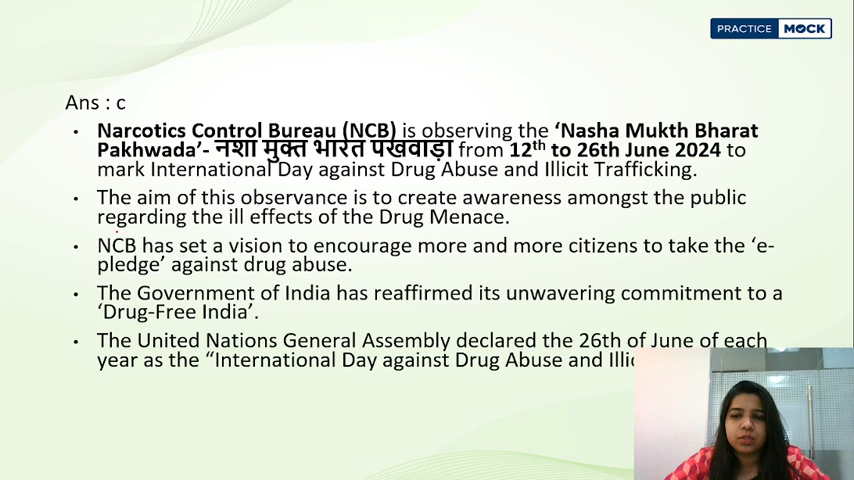 PRACTICE MOCK
Ans : c
• Narcotics Control Bureau (NCB) is observing the ‘Nasha Mukth Bharat
Pakhwada’- नशा मुक्त भारत पखवाड़ा from 12th to 26th June 2024 to
mark International Day against Drug Abuse and Illicit Trafficking.
• The aim of this observance is to create awareness amongst the public
regarding the ill effects of the Drug Menace.
• NCB has set a vision to encourage more and more citizens to take the ‘e-
pledge’ against drug abuse.
• The Government of India has reaffirmed its unwavering commitment to a
‘Drug-Free India’.
• The United Nations General Assembly declared the 26th of June of each
year as the “International Day against Drug Abuse and